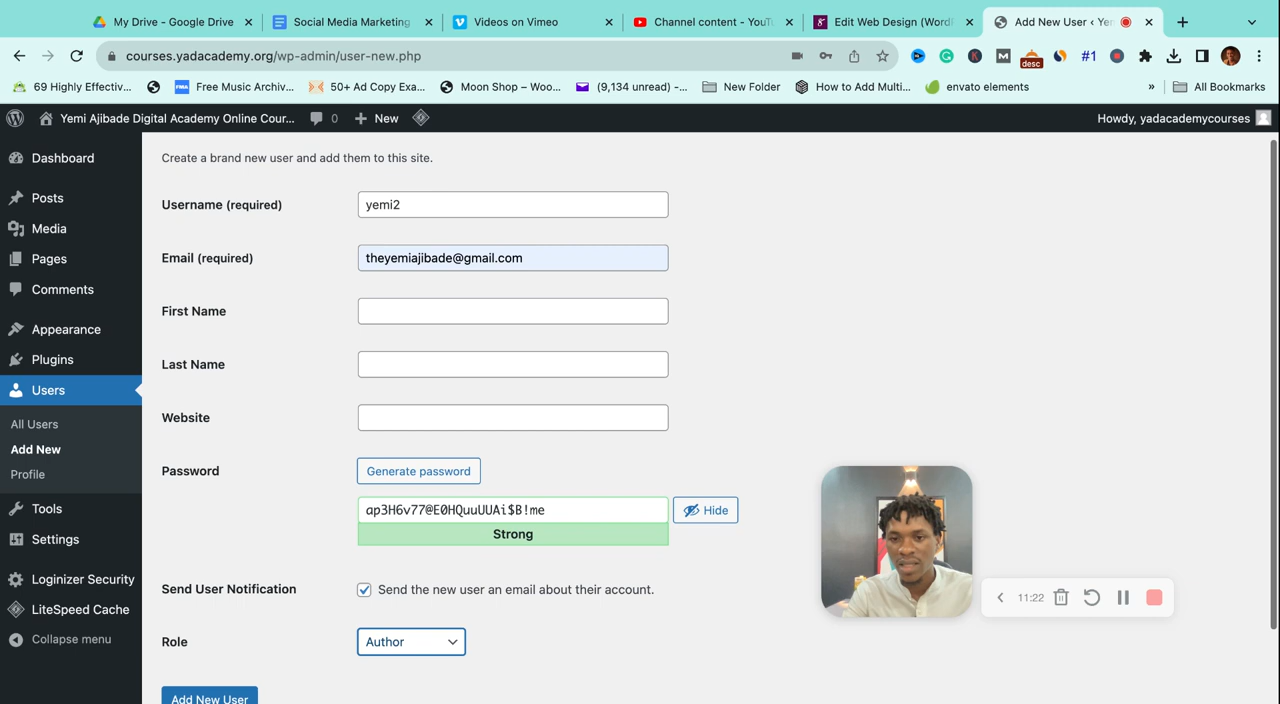 My Drive - Google Drive
Social Media Marketing
Videos on Vimeo
Channel content - YouTu
Edit Web Design (WordP
Add New User ‹ Yem
courses.yadacademy.org/wp-admin/user-new.php
#1
desc
69 Highly Effectiv...
Free Music Archiv...
50+ Ad Copy Exa...
Moon Shop – Woo...
(9,134 unread) -...
New Folder
How to Add Multi...
envato elements
»
All Bookmarks
Yemi Ajibade Digital Academy Online Cour...
0
New
Howdy, yadacademycourses
Dashboard
Posts
Media
Pages
Comments
Appearance
Plugins
Users
All Users
Add New
Profile
Tools
Settings
Loginizer Security
LiteSpeed Cache
Collapse menu
Create a brand new user and add them to this site.
Username (required)
yemi2
Email (required)
theyemiajibade@gmail.com
First Name
Last Name
Website
Password
Generate password
ap3H6v77@E0HQuuUUAi$B!me
Hide
Strong
Send User Notification
Send the new user an email about their account.
Role
Author
Add New User
11:22